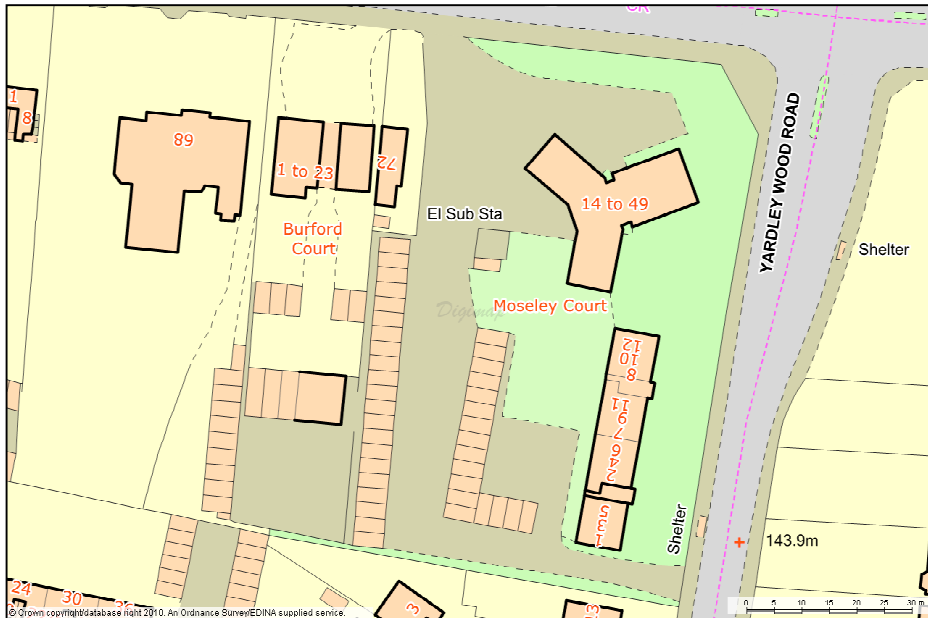 CR
1
8
89
1 to 23
72
El Sub Sta
14 to 49
YARDLEY WOOD ROAD
Shelter
Burford
Court
Moseley Court
Digimap
12
10
8
11
9
7
6
4
2
5
3
1
Shelter
143.9m
24
30
3
© Crown copyright/database right 2010. An Ordnance Survey/EDINA supplied service.
0 5 10 15 20 25 30 m